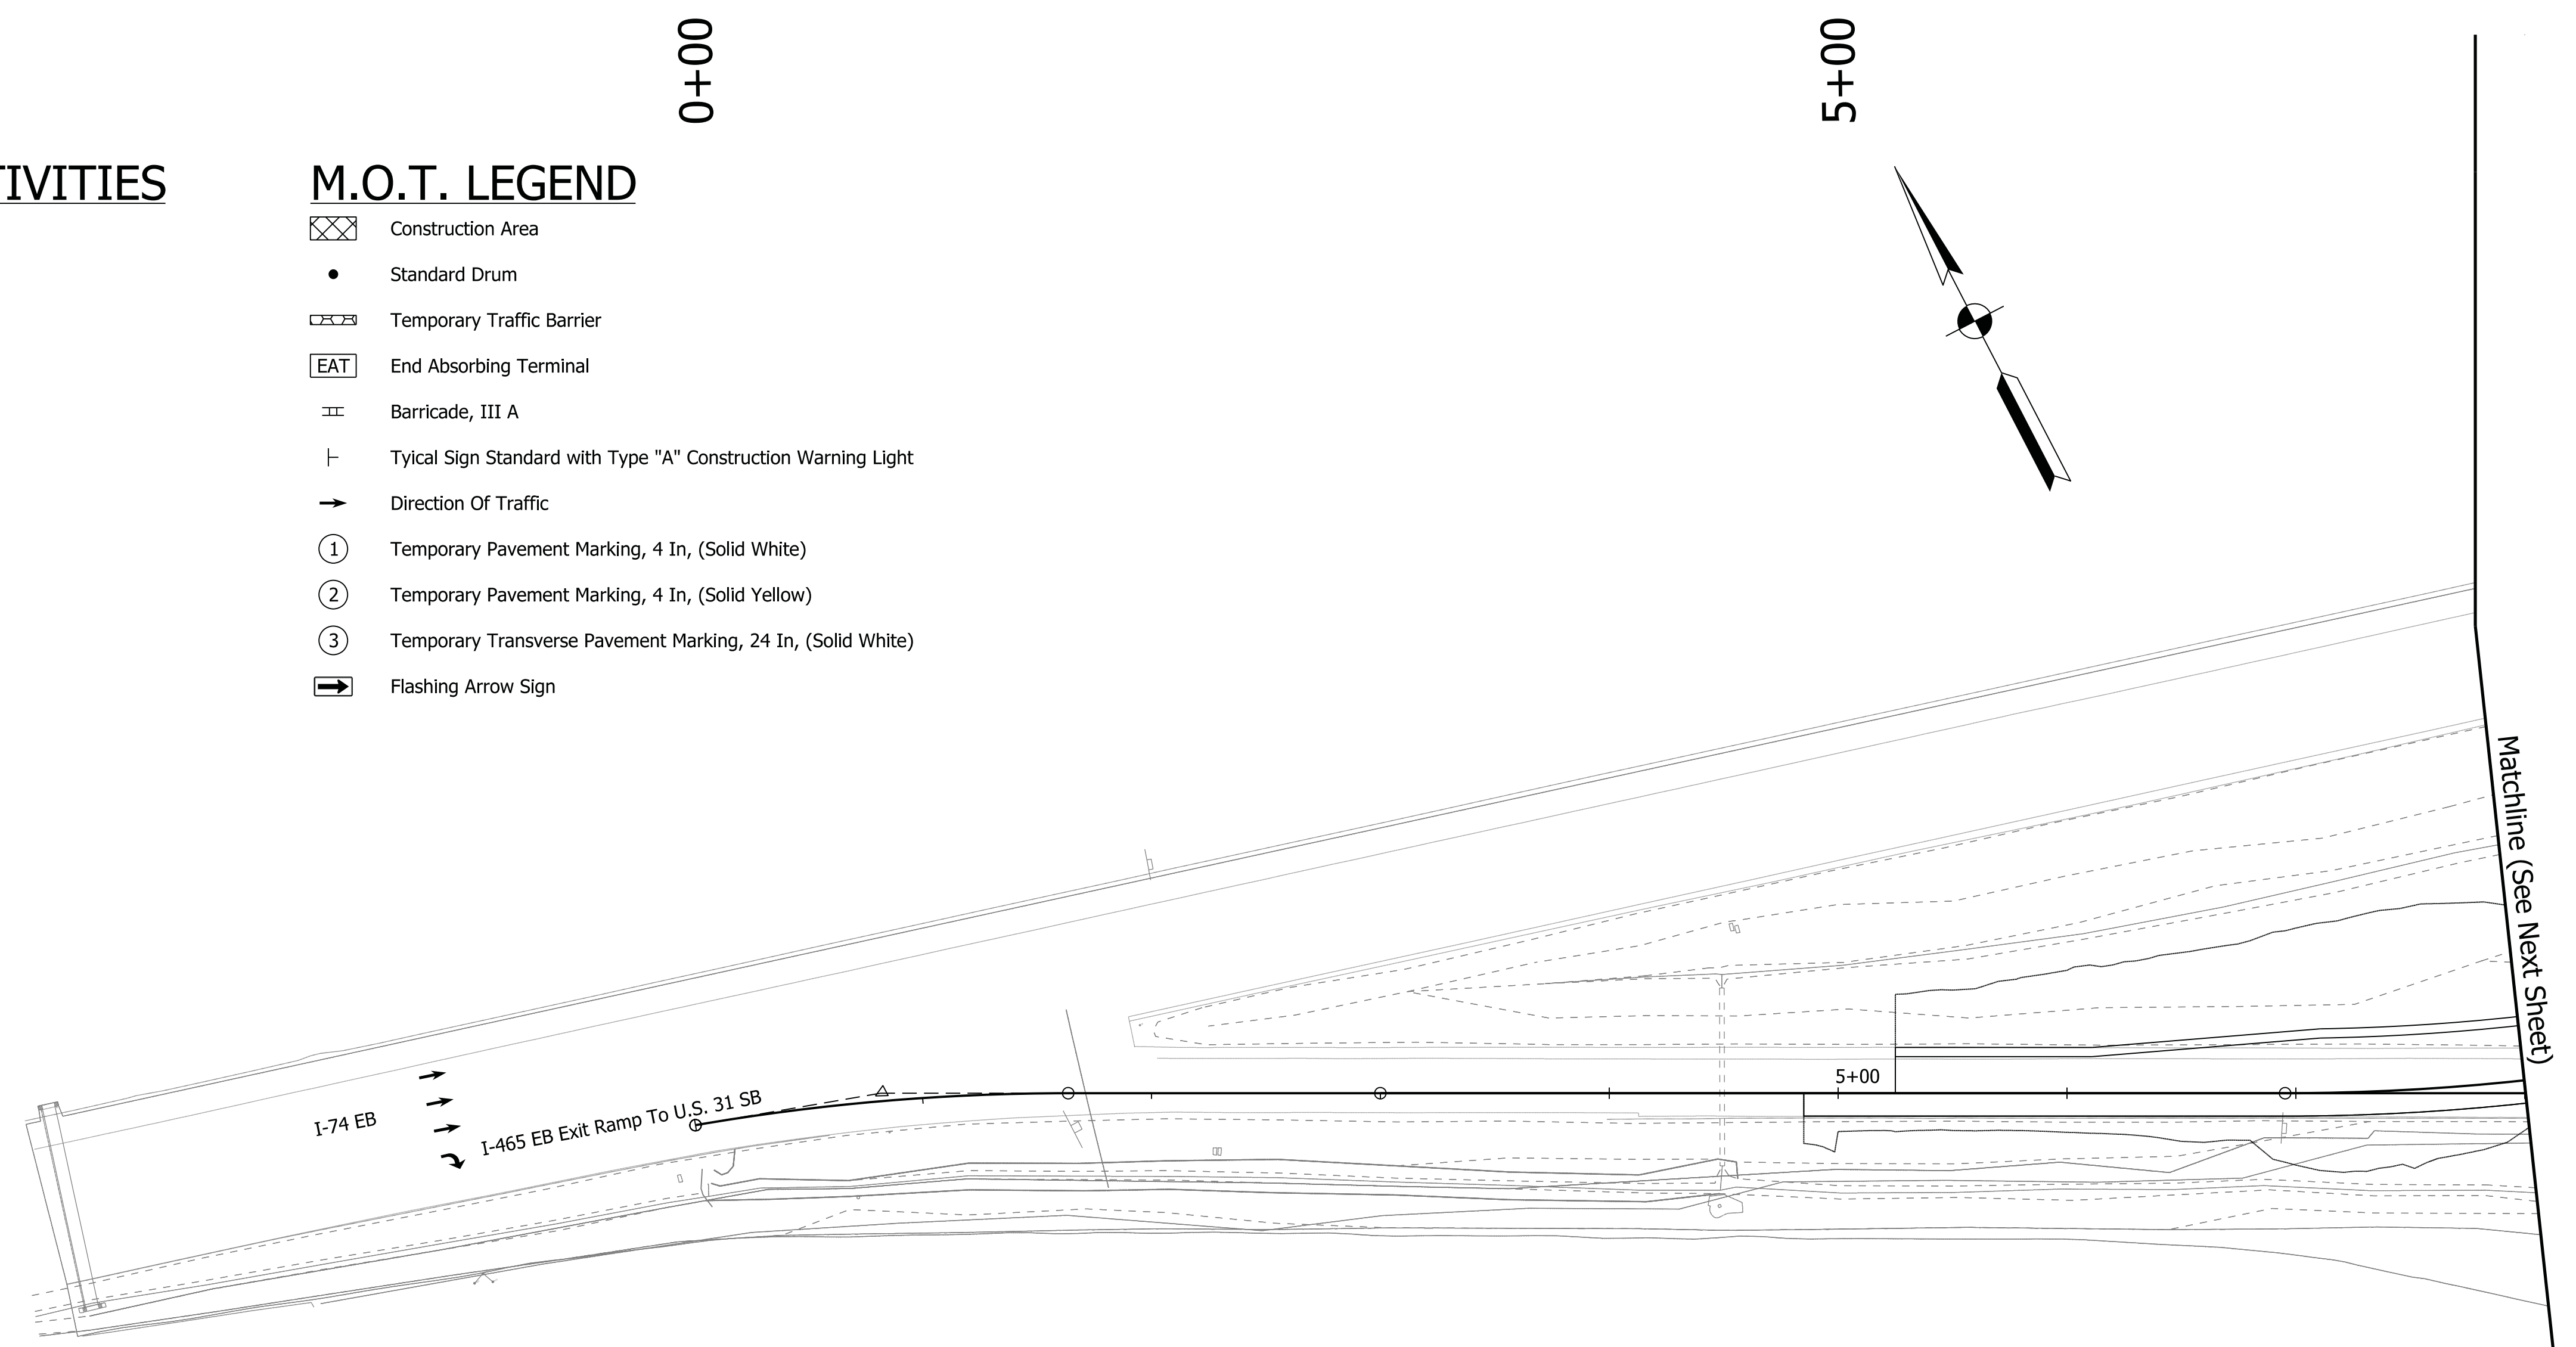 0+00
5+00
TIVITIES
M.O.T. LEGEND
Construction Area
Standard Drum
Temporary Traffic Barrier
EAT End Absorbing Terminal
Barricade, III A
Tyical Sign Standard with Type "A" Construction Warning Light
Direction Of Traffic
1 Temporary Pavement Marking, 4 In, (Solid White)
2 Temporary Pavement Marking, 4 In, (Solid Yellow)
3 Temporary Transverse Pavement Marking, 24 In, (Solid White)
Flashing Arrow Sign
Matchline (See Next Sheet)
5+00
I-74 EB
I-465 EB Exit Ramp To U.S. 31 SB